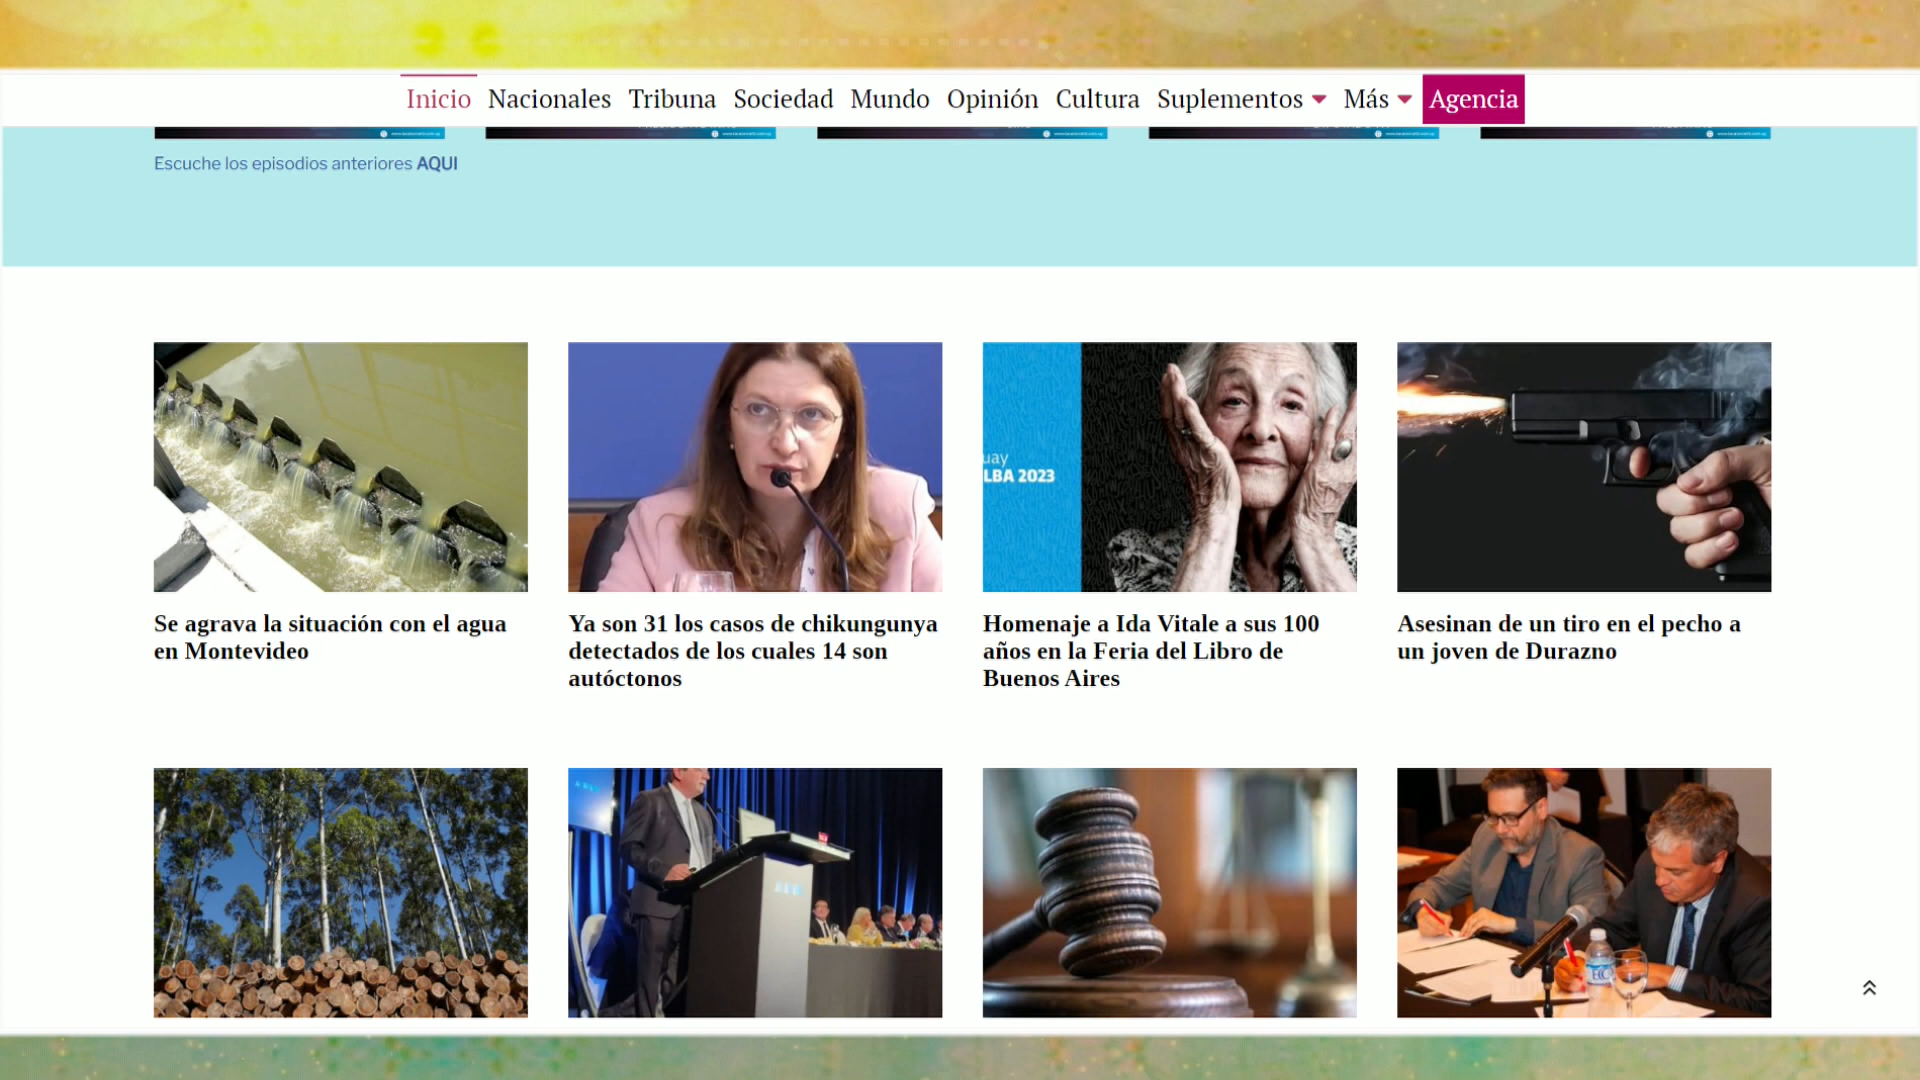 Inicio Nacionales Tribuna Sociedad Mundo Opinión Cultura Suplementos Más Agencia
Escuche los episodios anteriores AQUI
uay
LBA 2023
Se agrava la situación con el agua
en Montevideo
Ya son 31 los casos de chikungunya
detectados de los cuales 14 son
autóctonos
Homenaje a Ida Vitale a sus 100
años en la Feria del Libro de
Buenos Aires
Asesinan de un tiro en el pecho a
un joven de Durazno